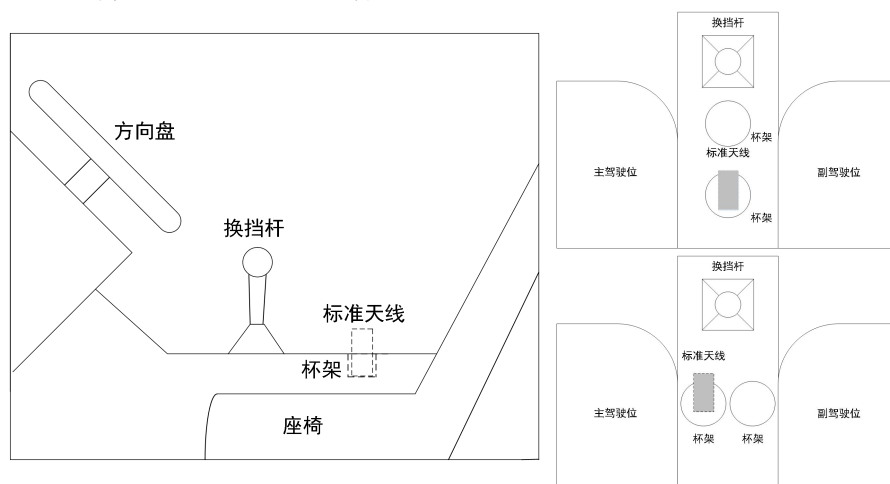 方向盘
换挡杆
标准天线
杯架
座椅
换挡杆
杯架
标准天线
主驾驶位
副驾驶位
杯架
换挡杆
标准天线
主驾驶位
副驾驶位
杯架
杯架